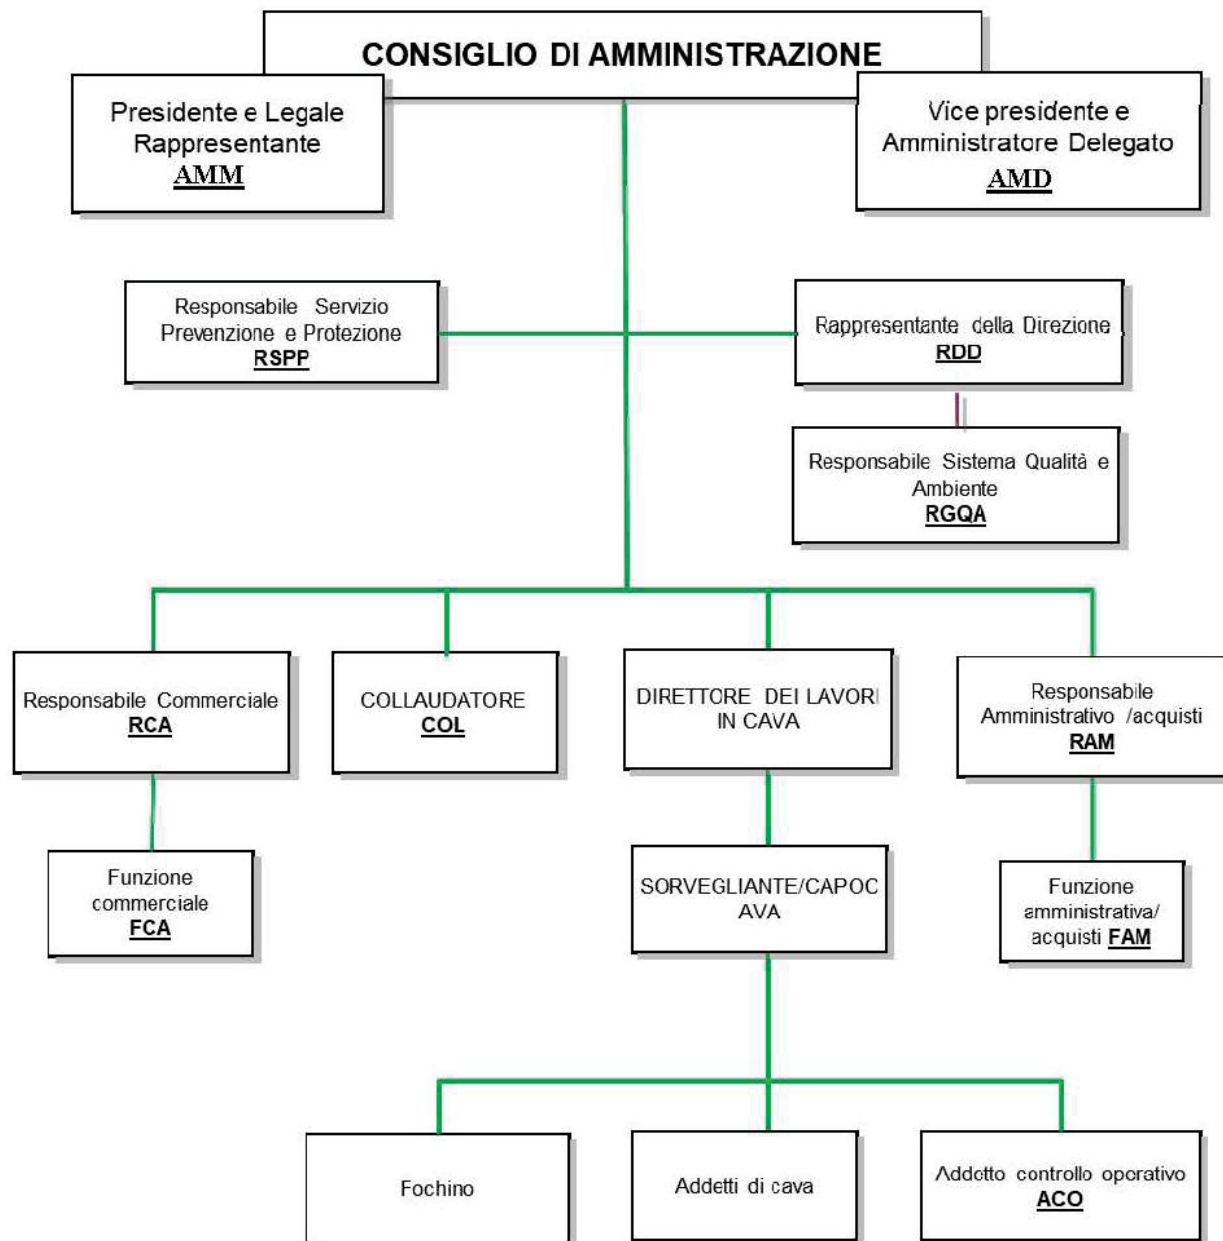 CONSIGLIO DI AMMINISTRAZIONE
Presidente e Legale
Rappresentante
AMM
Vice presidente e
Amministratore Delegato
AMD
Responsabile Servizio
Prevenzione e Protezione
RSPP
Rappresentante della Direzione
RDD
Responsabile Sistema Qualità e
Ambiente
RGQA
Responsabile Commerciale
RCA
COLLAUDATORE
COL
DIRETTORE DEI LAVORI
IN CAVA
Responsabile
Amministrativo /acquisti
RAM
Funzione
commerciale
FCA
SORVEGLIANTE/CAPOC
AVA
Funzione
amministrativa/
acquisti FAM
Fochino
Addetti di cava
Addetto controllo operativo
ACO